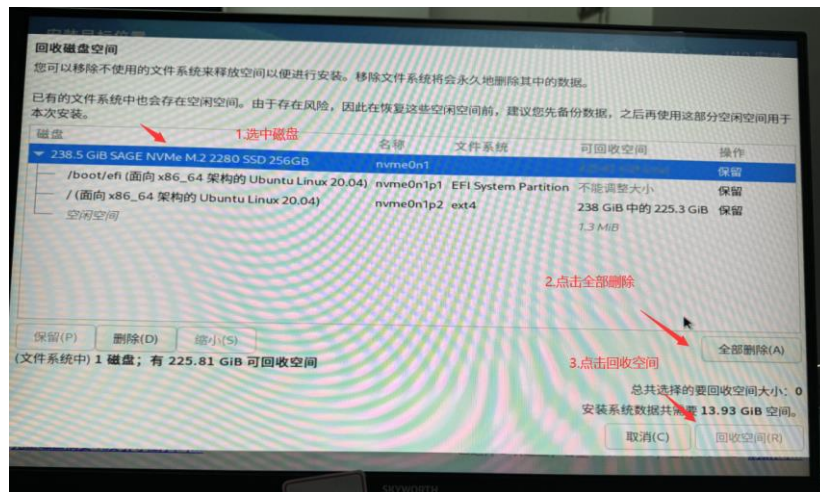 回收磁盘空间
您可以移除不使用的文件系统来释放空间以便进行安装。移除文件系统将会永久地删除其中的数据。
已有的文件系统中也会存在空闲空间。由于存在风险，因此在恢复这些空闲空间前，建议您先备份数据，之后再使用这部分空闲空间用于
本次安装。
1.选中磁盘
磁盘 名称 文件系统 可回收空间 操作
238.5 GiB SAGE NVMe M.2 2280 SSD 256GB nvme0n1 保留
/boot/efi (面向 x86_64 架构的 Ubuntu Linux 20.04) nvme0n1p1 EFI System Partition 不能调整大小 保留
/ (面向 x86_64 架构的 Ubuntu Linux 20.04) nvme0n1p2 ext4 238 GiB 中的 225.3 GiB 保留
空闲空间 1.3 MiB
2.点击全部删除
保留(P) 删除(D) 缩小(S) 全部删除(A)
(文件系统中) 1 磁盘；有 225.81 GiB 可回收空间
3.点击回收空间
总共选择的要回收空间大小：0
安装系统数据共需要 13.93 GiB 空间。
取消(C) 回收空间(R)
SKYWORTH